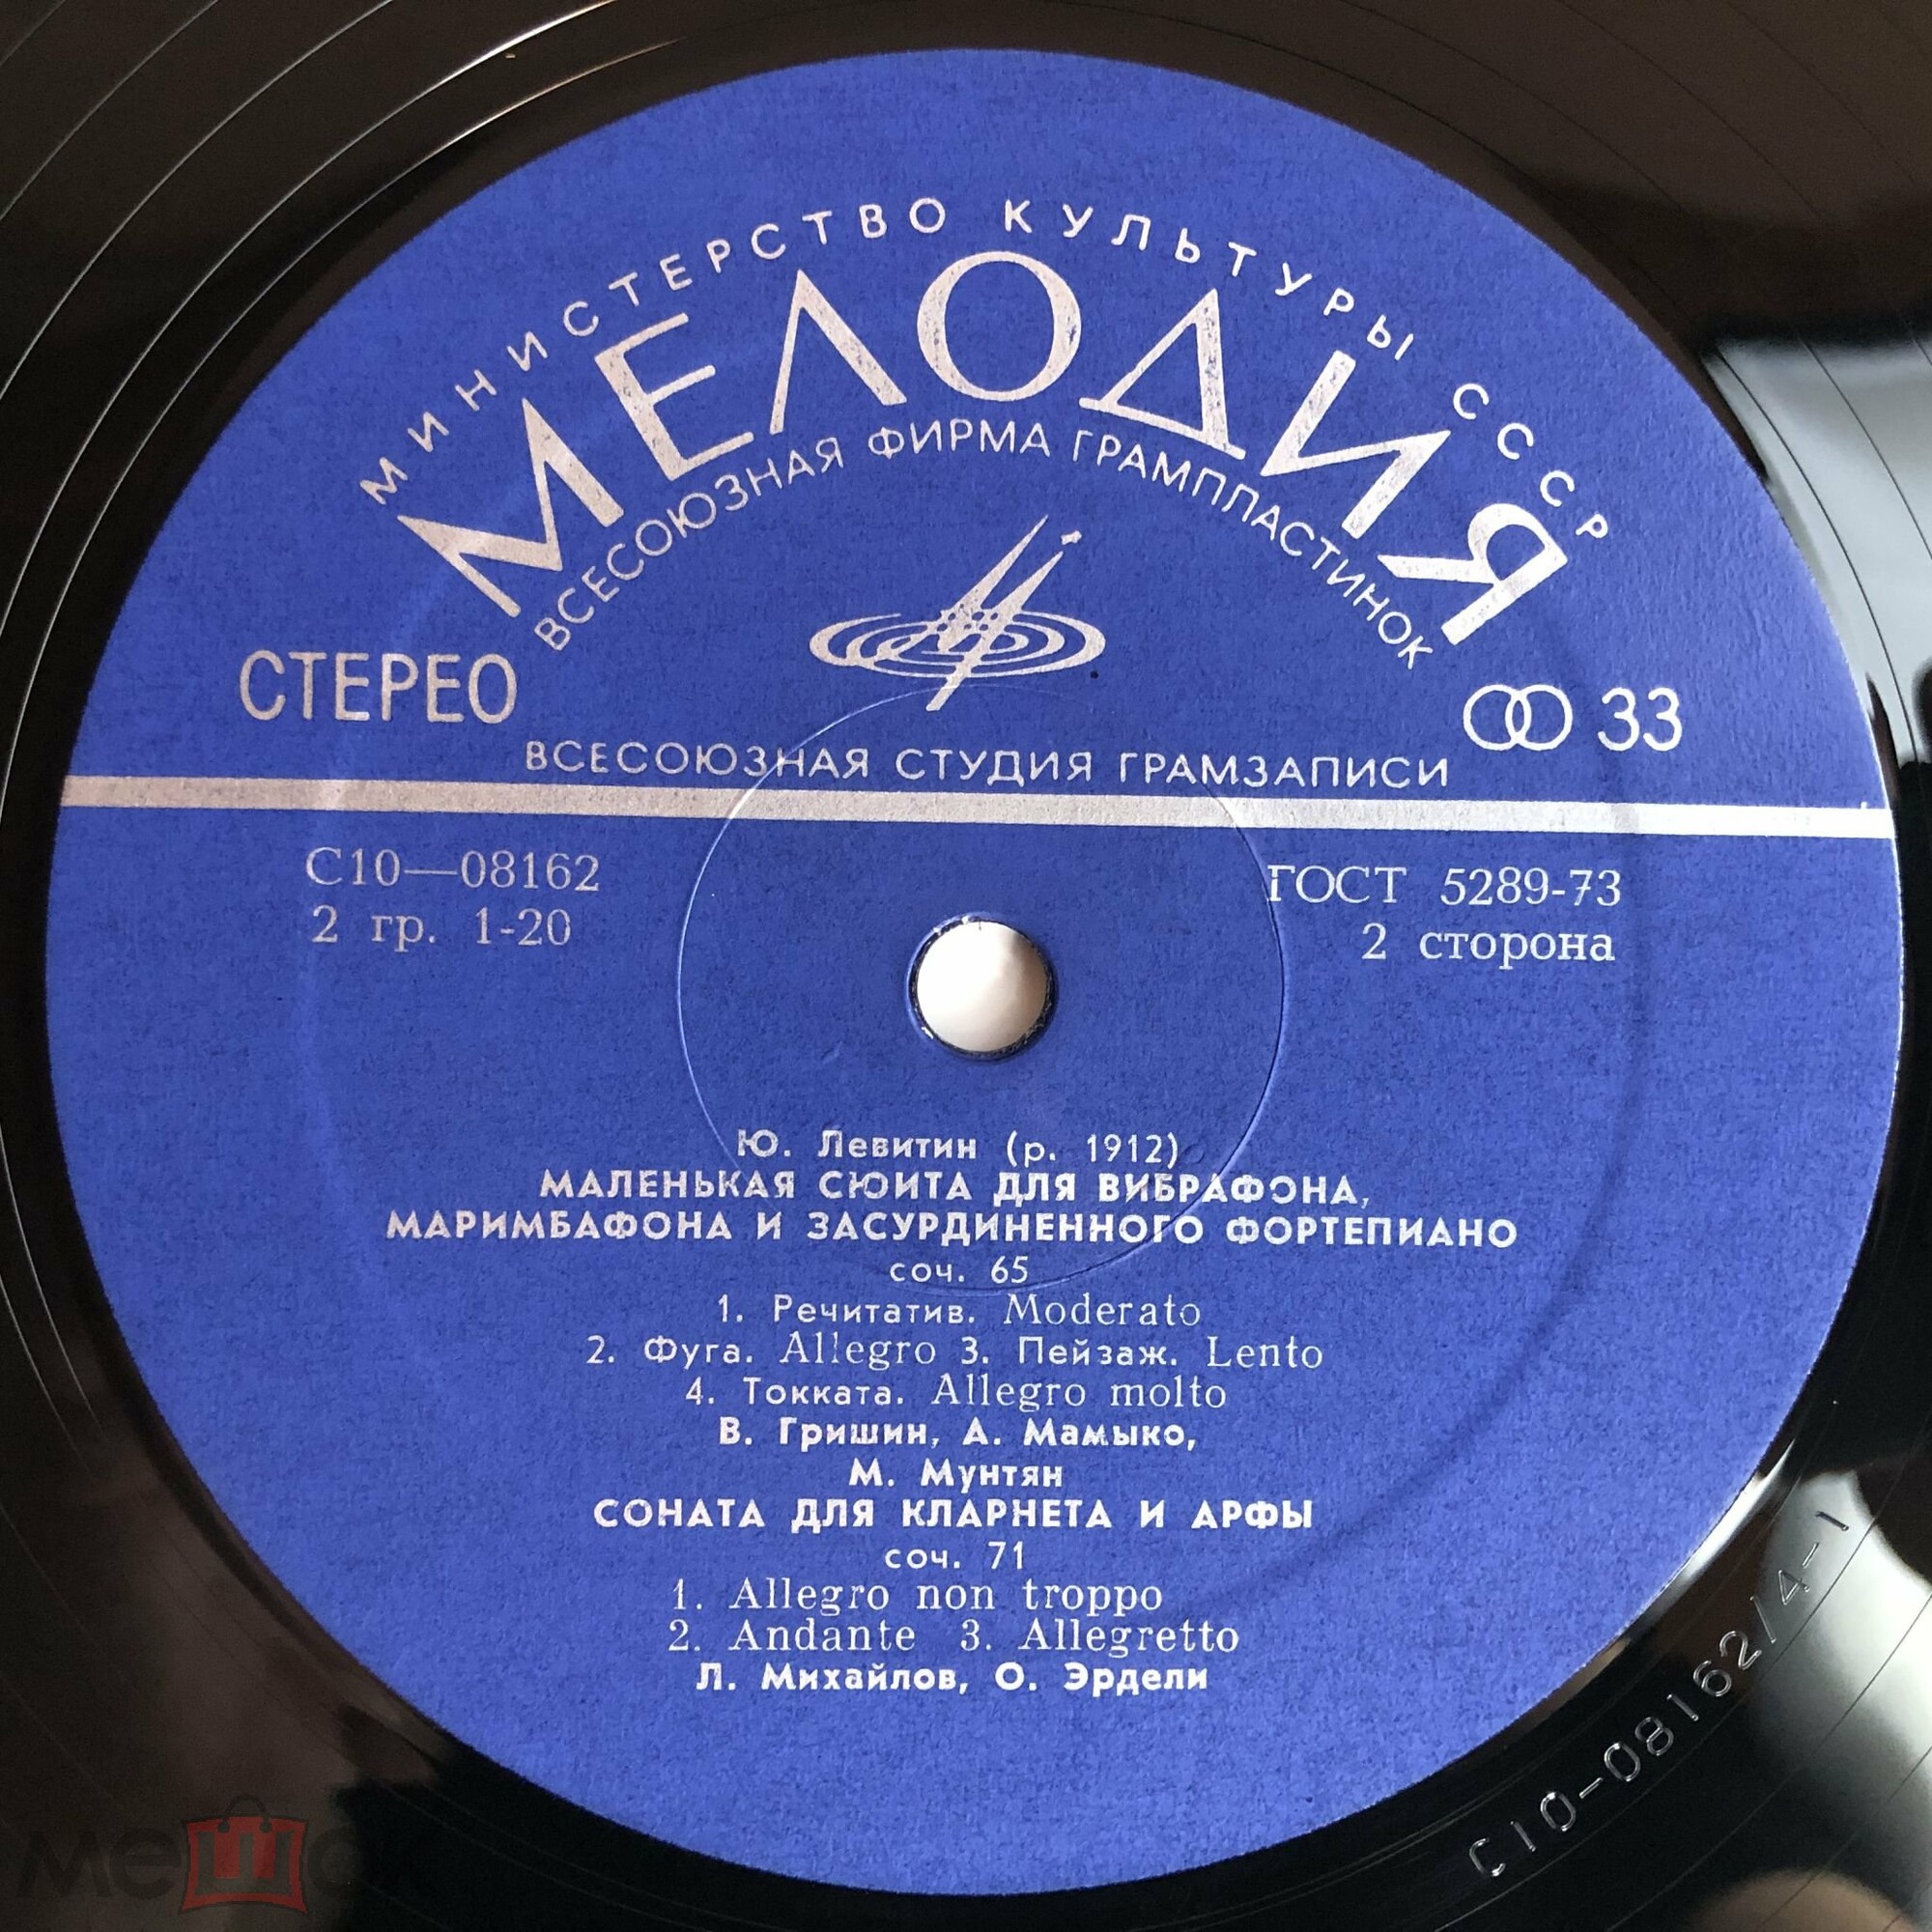 МИНИСТЕРСТВО КУЛЬТУРЫ СССР
МЕЛОДИЯ
ВСЕСОЮЗНАЯ ФИРМА ГРАМПЛАСТИНОК
СТЕРЕО
33
ВСЕСОЮЗНАЯ СТУДИЯ ГРАМЗАПИСИ
С10—08162
ГОСТ 5289-73
2 гр. 1-20
2 сторона
Ю. Левитин (р. 1912)
МАЛЕНЬКАЯ СЮИТА ДЛЯ ВИБРАФОНА,
МАРИМБАФОНА И ЗАСУРДИНЕННОГО ФОРТЕПИАНО
соч. 65
1. Речитатив. Moderato
2. Фуга. Allegro 3. Пейзаж. Lento
4. Токката. Allegro molto
В. Гришин, А. Мамыко,
М. Мунтян
СОНАТА ДЛЯ КЛАРНЕТА И АРФЫ
соч. 71
1. Allegro non troppo
2. Andante 3. Allegretto
Л. Михайлов, О. Эрдели
С10-08162/4-1
мешок